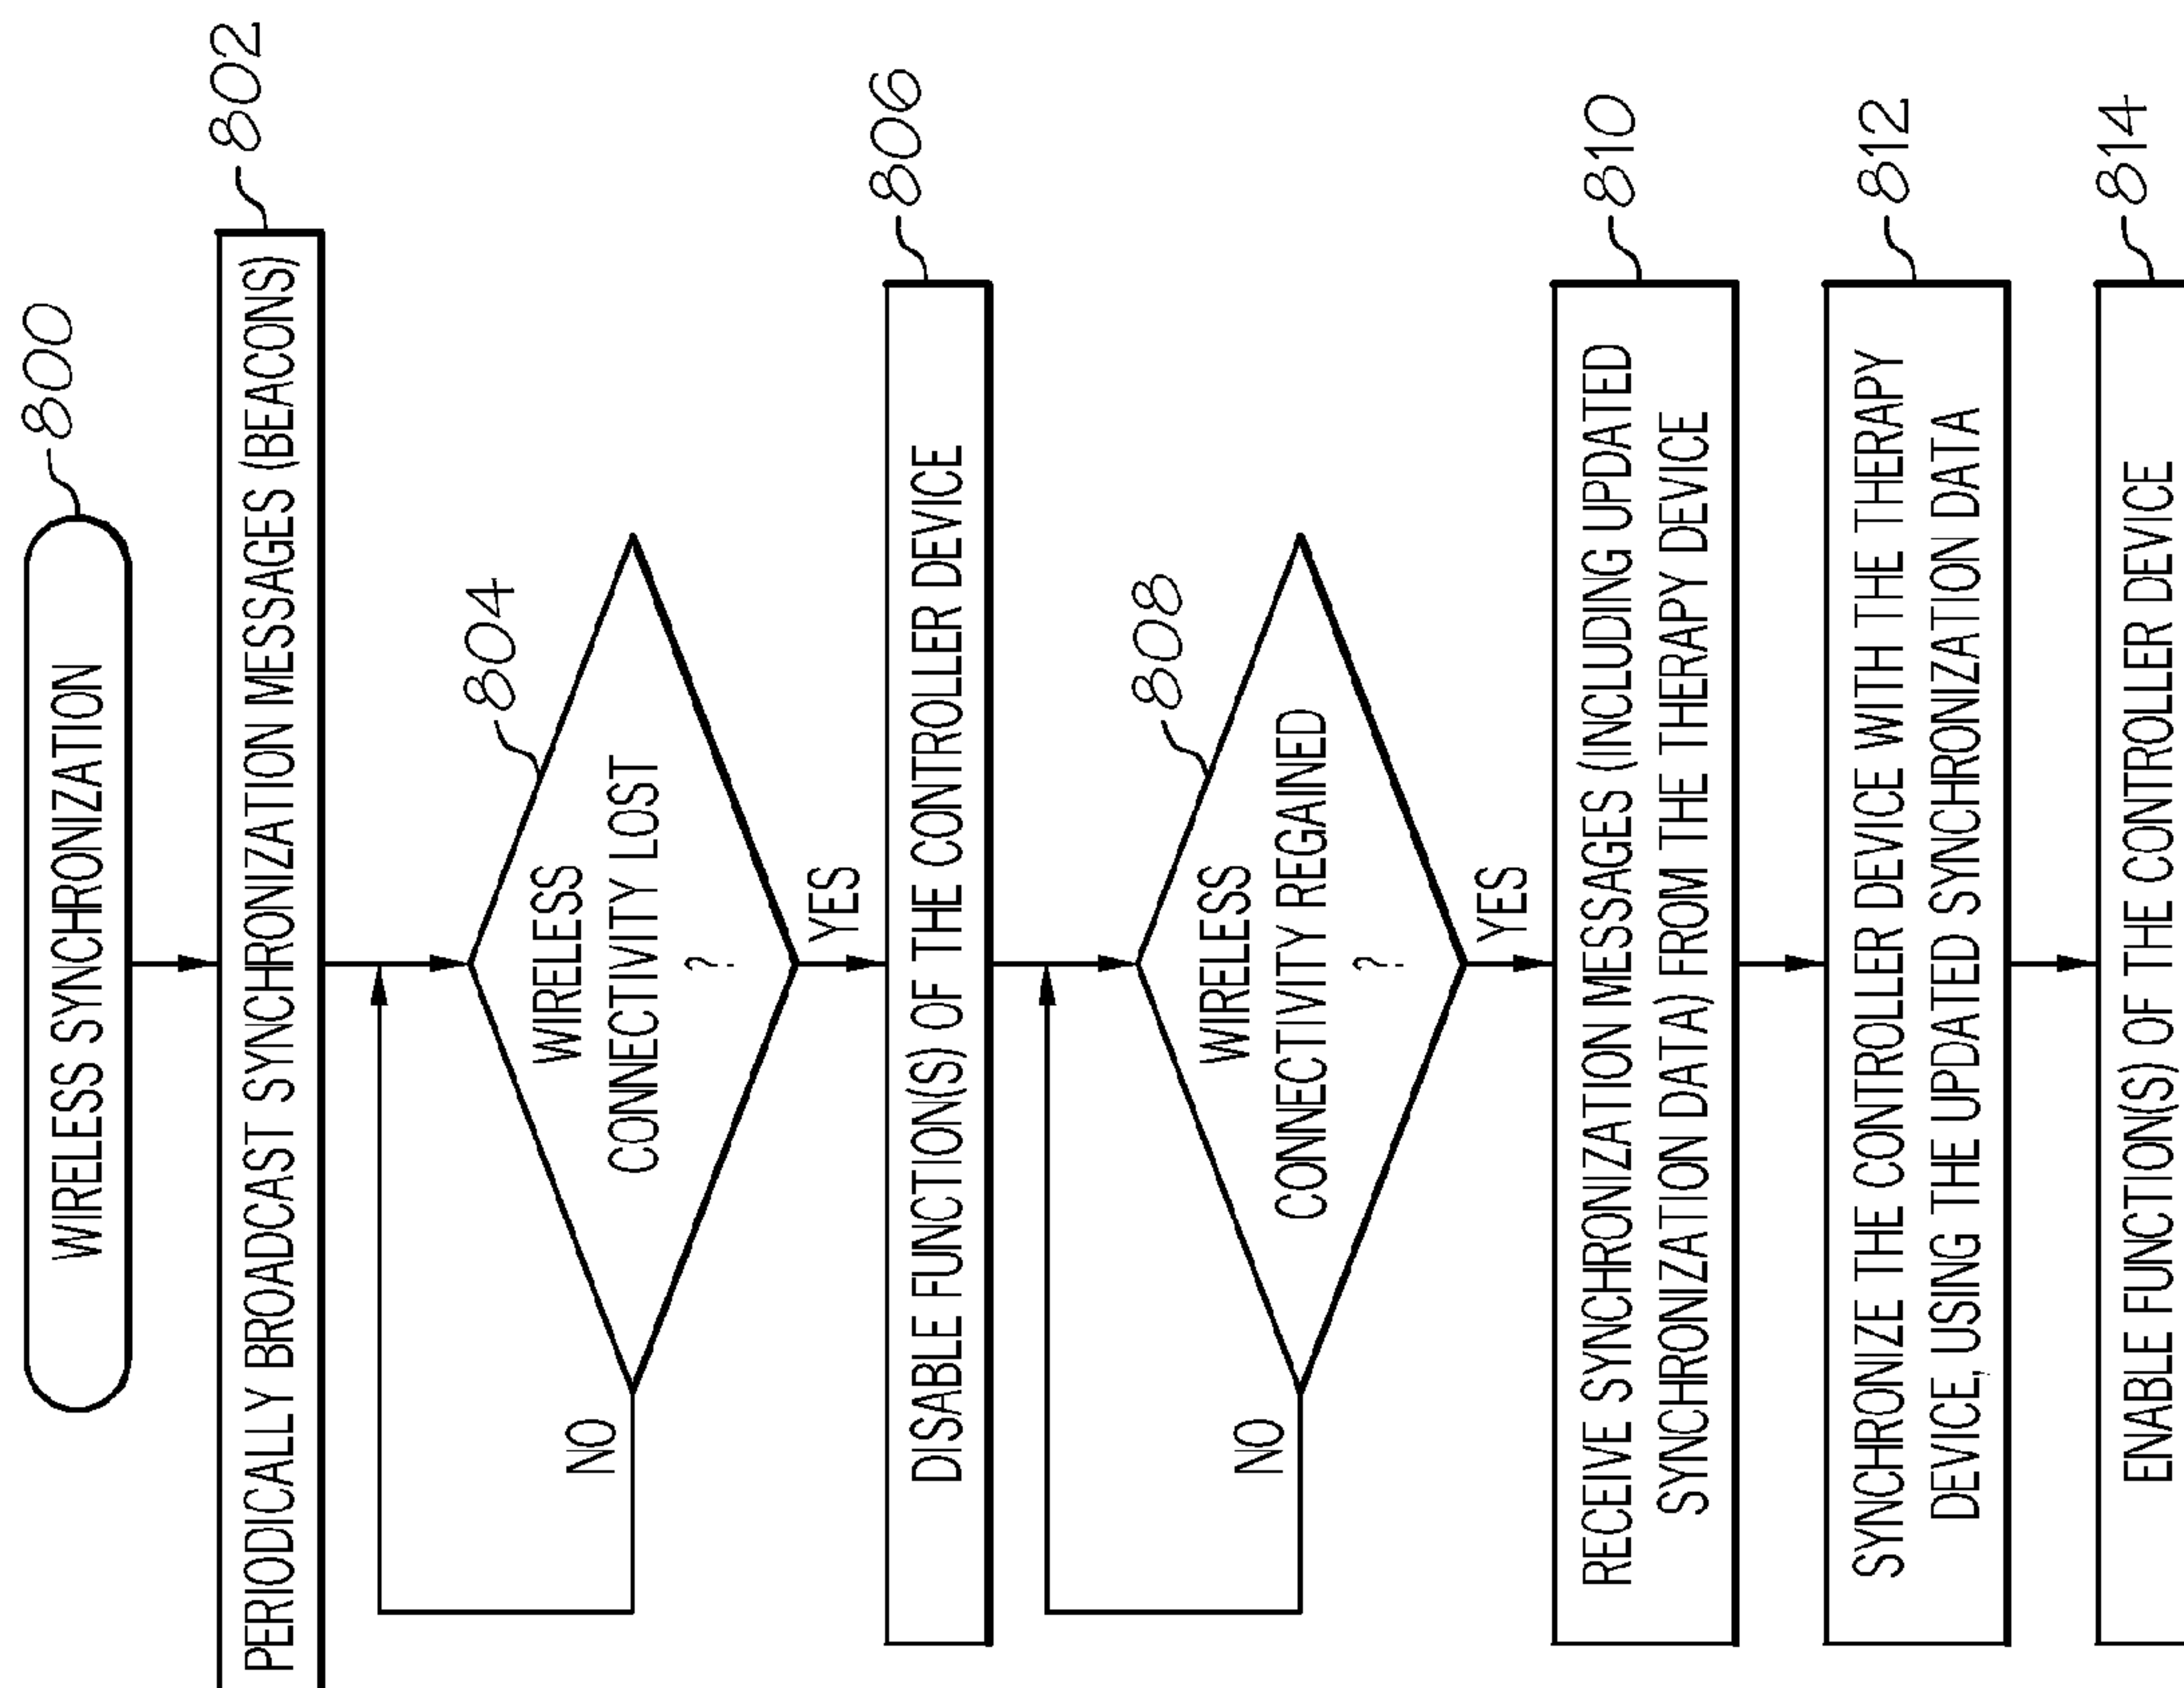 800
WIRELESS SYNCHRONIZATION
802
PERIODICALLY BROADCAST SYNCHRONIZATION MESSAGES (BEACONS)
804
WIRELESS
CONNECTIVITY LOST
?
NO
YES
806
DISABLE FUNCTION(S) OF THE CONTROLLER DEVICE
808
WIRELESS
CONNECTIVITY REGAINED
?
NO
YES
810
RECEIVE SYNCHRONIZATION MESSAGES (INCLUDING UPDATED
SYNCHRONIZATION DATA) FROM THE THERAPY DEVICE
812
SYNCHRONIZE THE CONTROLLER DEVICE WITH THE THERAPY
DEVICE, USING THE UPDATED SYNCHRONIZATION DATA
814
ENABLE FUNCTION(S) OF THE CONTROLLER DEVICE